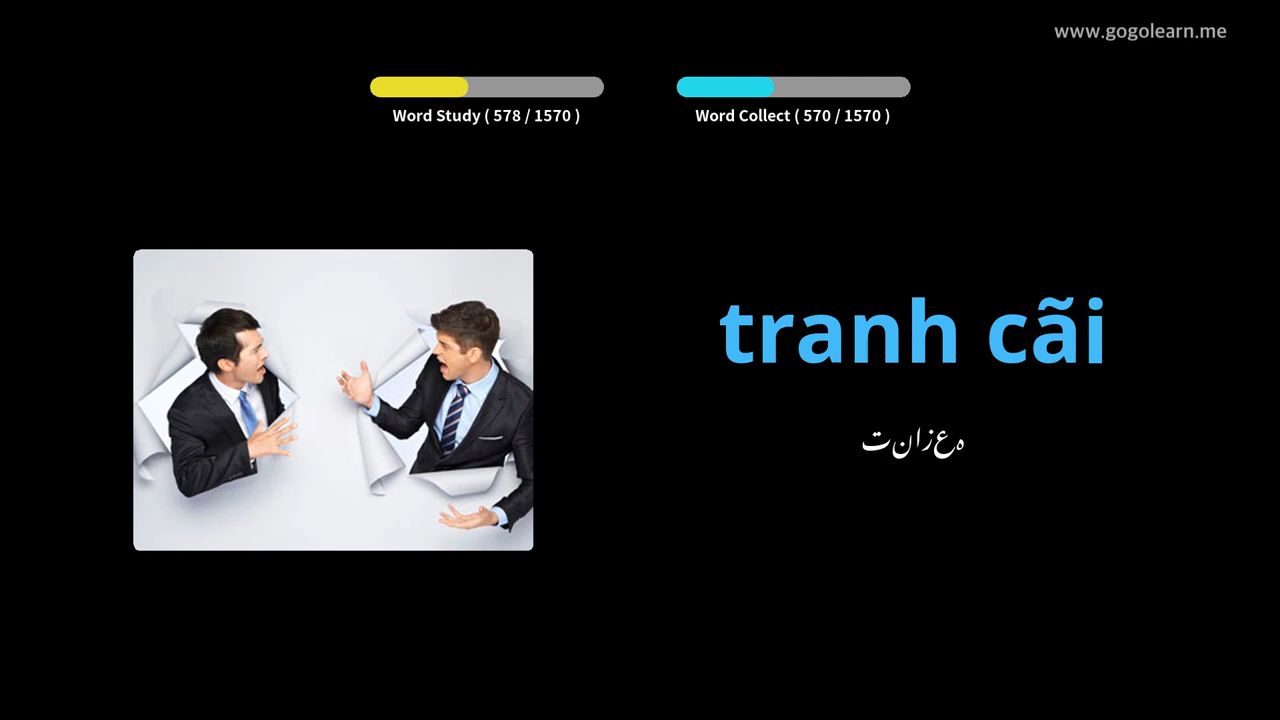 www.gogolearn.me
Word Study ( 578 / 1570 )
Word Collect ( 570 / 1570 )
tranh cãi
تنازعہ